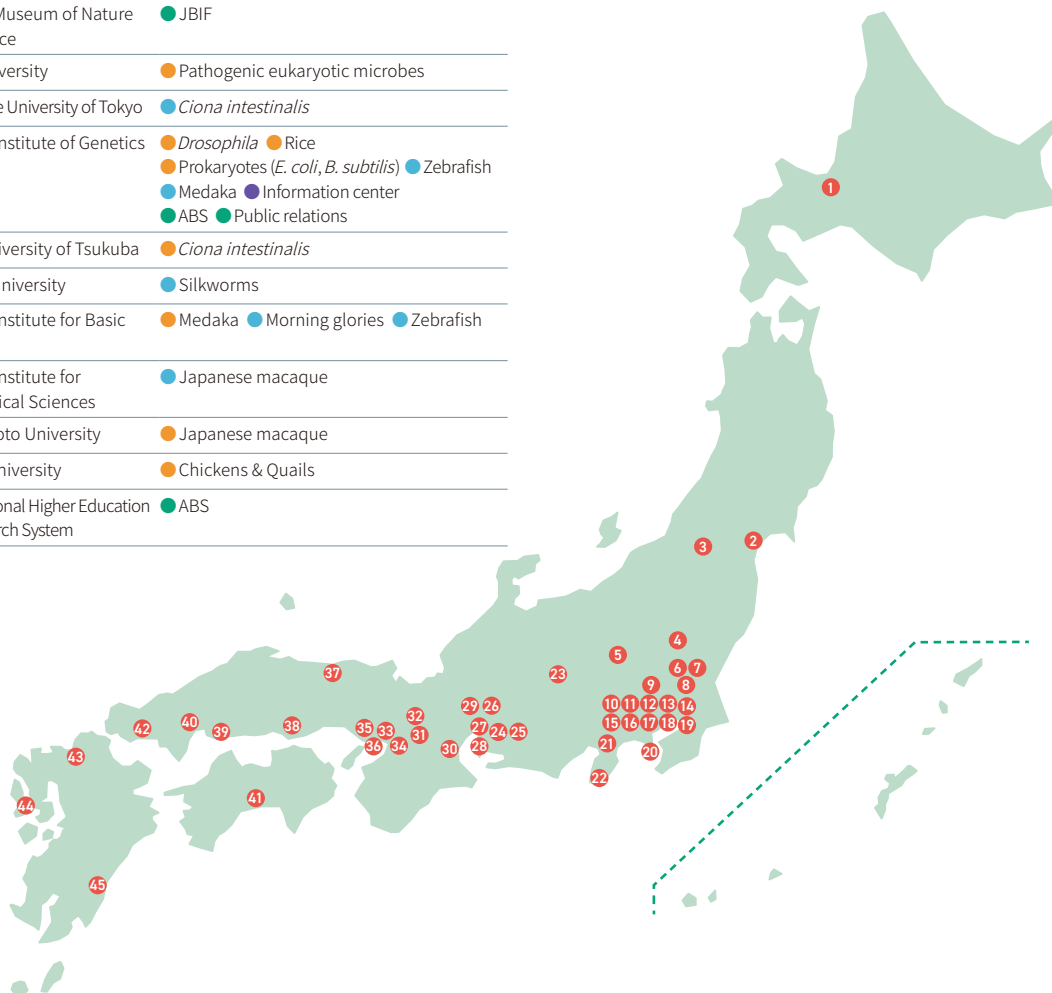 Museum of Nature JBIF
ce
versity Pathogenic eukaryotic microbes
e University of Tokyo Ciona intestinalis
nstitute of Genetics Drosophila Rice
Prokaryotes (E. coli, B. subtilis) Zebrafish
Medaka Information center
ABS Public relations
iversity of Tsukuba Ciona intestinalis
niversity Silkworms
nstitute for Basic Medaka Morning glories Zebrafish
nstitute for Japanese macaque
ical Sciences
oto University Japanese macaque
niversity Chickens & Quails
onal Higher Education ABS
rch System
1
2
3
4
5
6 7
23
9 8
10 11 12 13 14
15 16 17 18 19
21
20
22
37
29 26
32
27 24 25
28
35 33
31
36 34
30
38
42
40
39
43
41
44
45